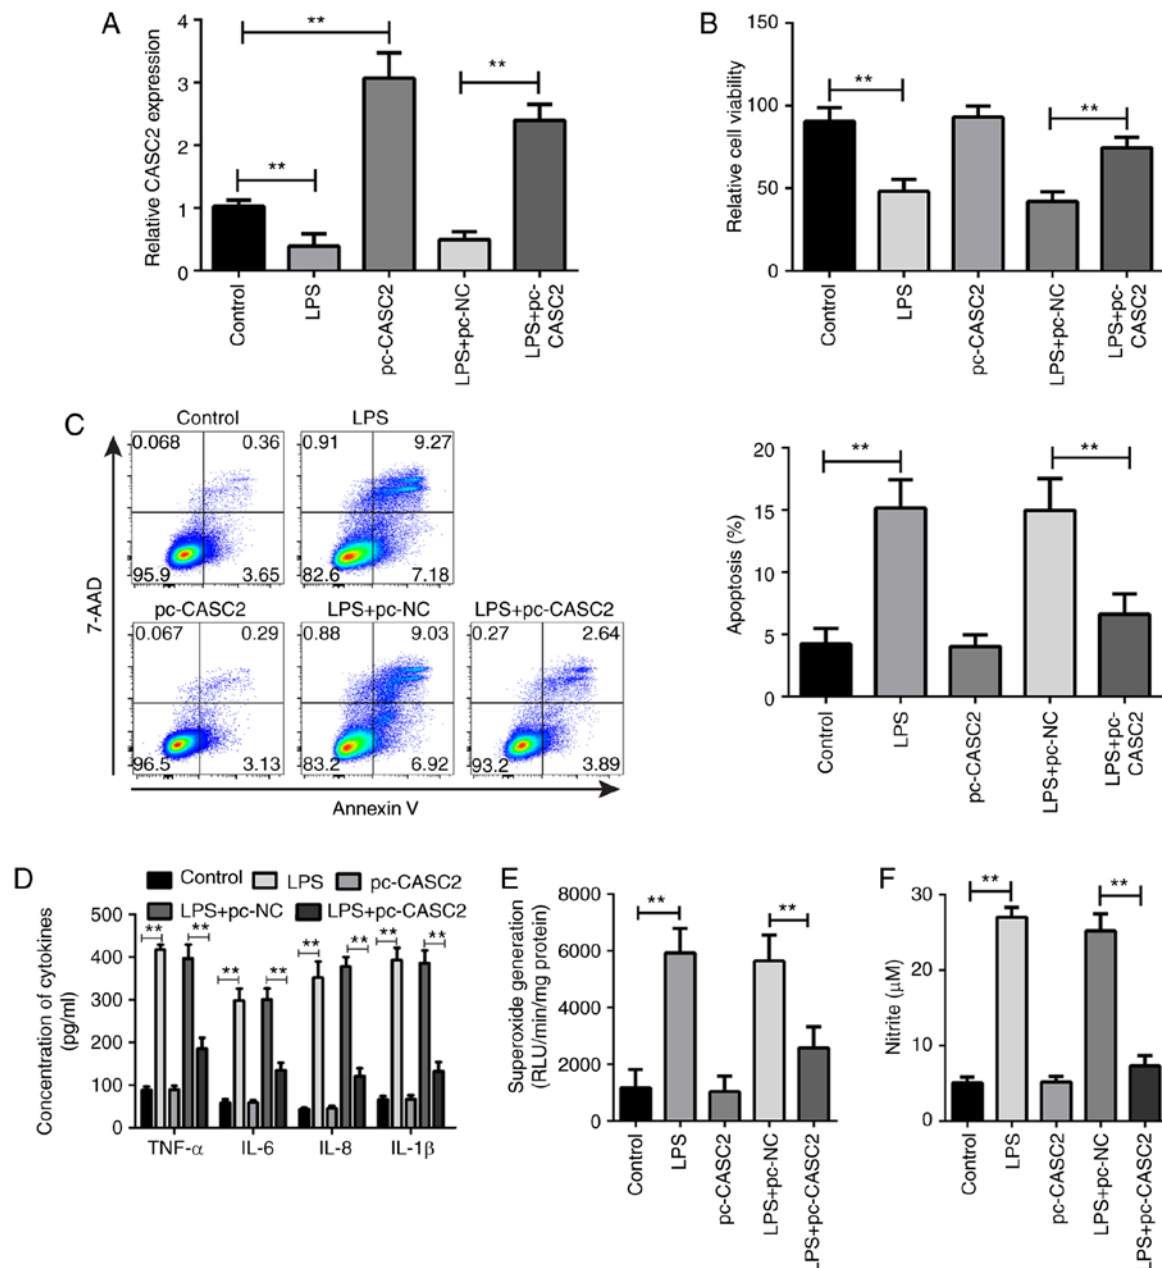 A
Relative CASC2 expression
4
3
2
1
0
**
**
**
Control
LPS
pc-CASC2
LPS+pc-NC
LPS+pc-
CASC2
B
Relative cell viability
150
100
50
0
**
**
Control
LPS
pc-CASC2
LPS+pc-NC
LPS+pc-
CASC2
C
7-AAD
Control
0.068 0.36
95.9 3.65
LPS
0.91 9.27
82.6 7.18
pc-CASC2
0.067 0.29
96.5 3.13
LPS+pc-NC
0.88 9.03
83.2 6.92
LPS+pc-CASC2
0.27 2.64
93.2 3.89
Annexin V
Apoptosis (%)
20
15
10
5
0
**
**
Control
LPS
pc-CASC2
LPS+pc-NC
LPS+pc-
CASC2
D
Control LPS pc-CASC2
LPS+pc-NC LPS+pc-CASC2
Concentration of cytokines
(pg/ml)
500
400
300
200
100
0
** ** ** ** ** ** ** **
TNF-α IL-6 IL-8 IL-1β
E
Superoxide generation
(RLU/min/mg protein)
8000
6000
4000
2000
0
**
**
Control
LPS
pc-CASC2
LPS+pc-NC
LPS+pc-CASC2
F
Nitrite (μM)
30
20
10
0
**
**
Control
LPS
pc-CASC2
LPS+pc-NC
LPS+pc-CASC2